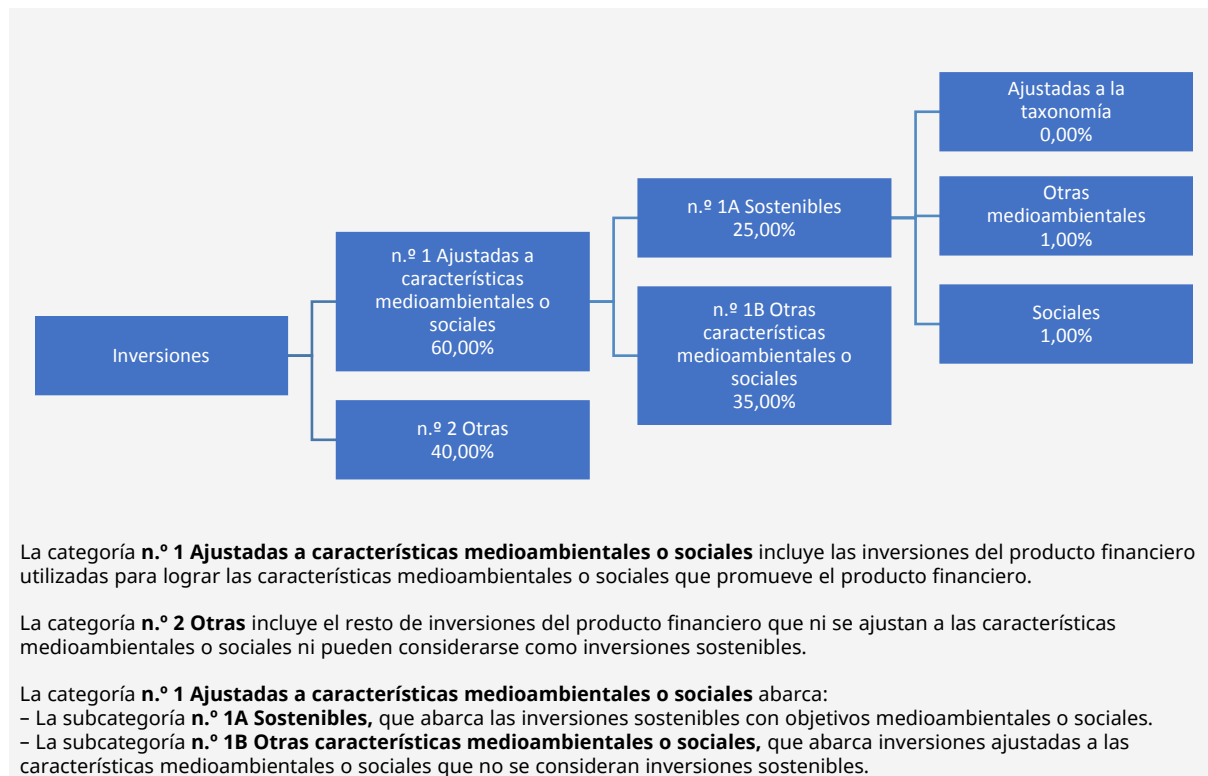 Inversiones
n.º 1 Ajustadas a
características
medioambientales o
sociales
60,00%
n.º 2 Otras
40,00%
n.º 1A Sostenibles
25,00%
n.º 1B Otras
características
medioambientales o
sociales
35,00%
Ajustadas a la
taxonomía
0,00%
Otras
medioambientales
1,00%
Sociales
1,00%
La categoría n.º 1 Ajustadas a características medioambientales o sociales incluye las inversiones del producto financiero
utilizadas para lograr las características medioambientales o sociales que promueve el producto financiero.
La categoría n.º 2 Otras incluye el resto de inversiones del producto financiero que ni se ajustan a las características
medioambientales o sociales ni pueden considerarse como inversiones sostenibles.
La categoría n.º 1 Ajustadas a características medioambientales o sociales abarca:
– La subcategoría n.º 1A Sostenibles, que abarca las inversiones sostenibles con objetivos medioambientales o sociales.
– La subcategoría n.º 1B Otras características medioambientales o sociales, que abarca inversiones ajustadas a las
características medioambientales o sociales que no se consideran inversiones sostenibles.